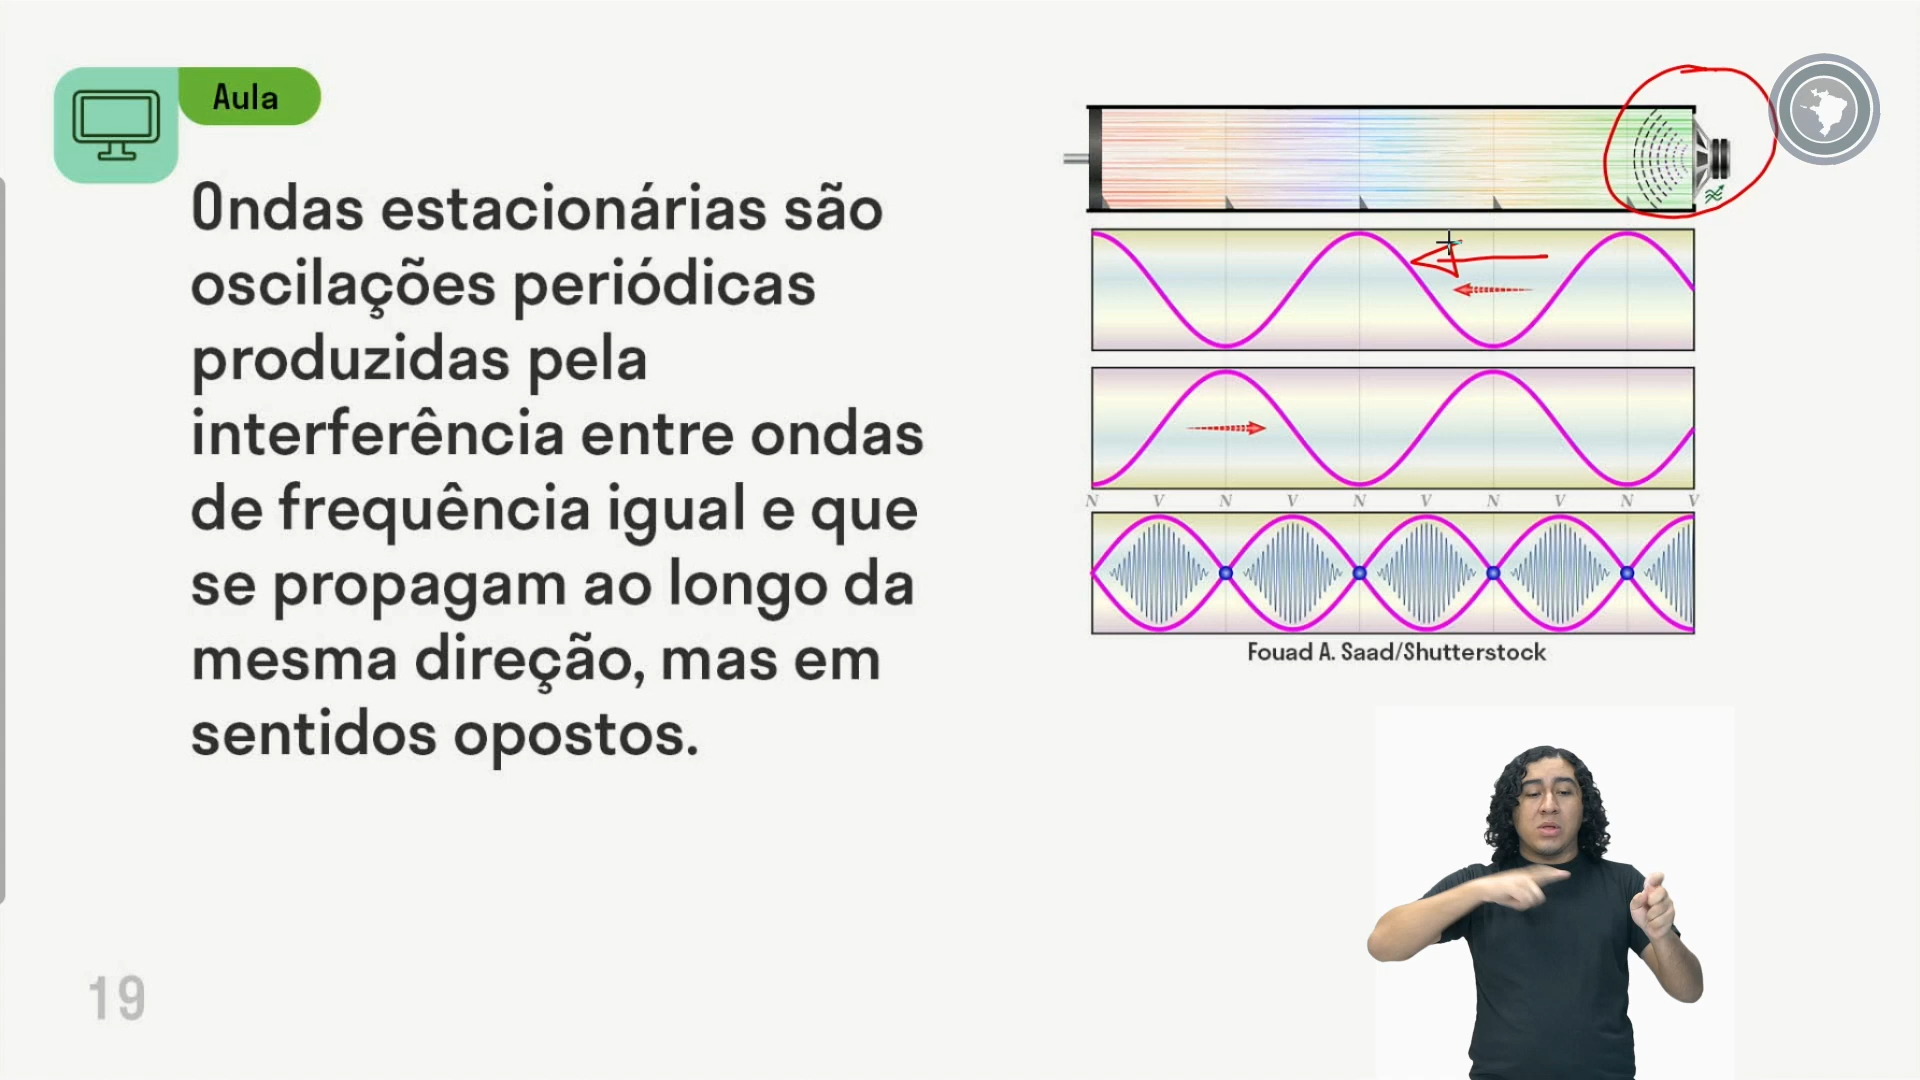 Aula
Ondas estacionárias são
oscilações periódicas
produzidas pela
interferência entre ondas
de frequência igual e que
se propagam ao longo da
mesma direção, mas em
sentidos opostos.
N V N V N V N V N V
Fouad A. Saad/Shutterstock
19